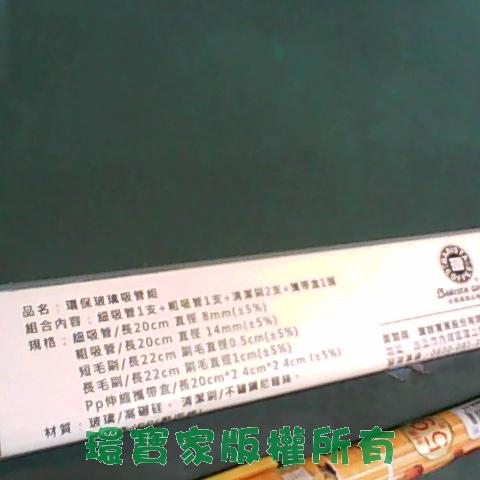 品名：環保玻璃吸管組
組合內容：細吸管1支+粗吸管1支+清潔刷2支+攜帶盒1個
規格：細吸管/長20cm 直徑 8mm(±5%)
粗吸管/長20cm 直徑 14mm(±5%)
短毛刷/長22cm 刷毛直徑0.5cm(±5%)
長毛刷/長22cm 刷毛直徑1cm(±5%)
Pp伸縮攜帶盒/長20cm*2.4cm*2.4cm(±5%)
材質：玻璃/高硼硅，清潔刷/不鏽鋼尼龍絲，
環寶家版權所有